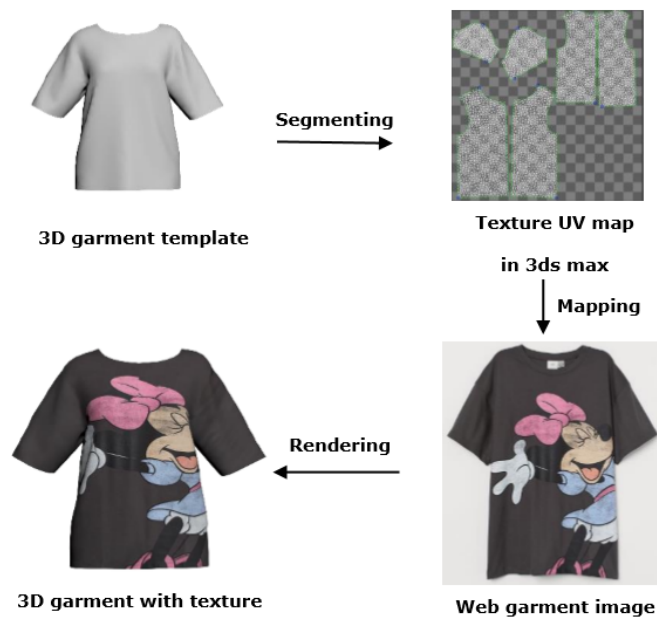 Segmenting
3D garment template
Texture UV map
in 3ds max
Mapping
Rendering
3D garment with texture
Web garment image